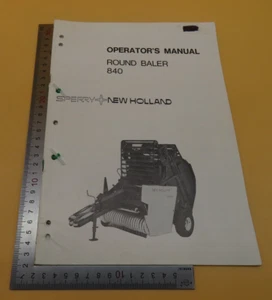 OPERATOR'S MANUAL
ROUND BALER
840
SPERRY NEW HOLLAND